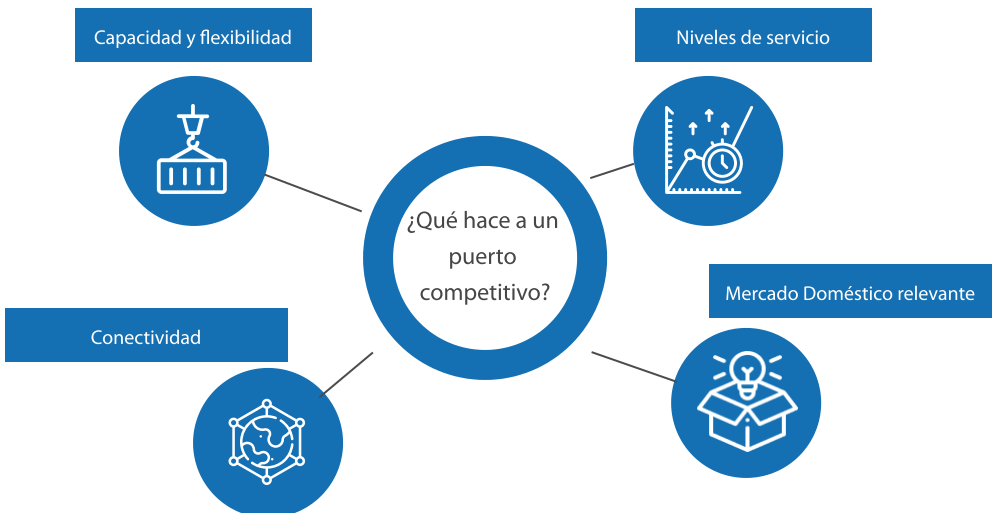 Capacidad y flexibilidad
Niveles de servicio
¿Qué hace a un
puerto
competitivo?
Mercado Doméstico relevante
Conectividad